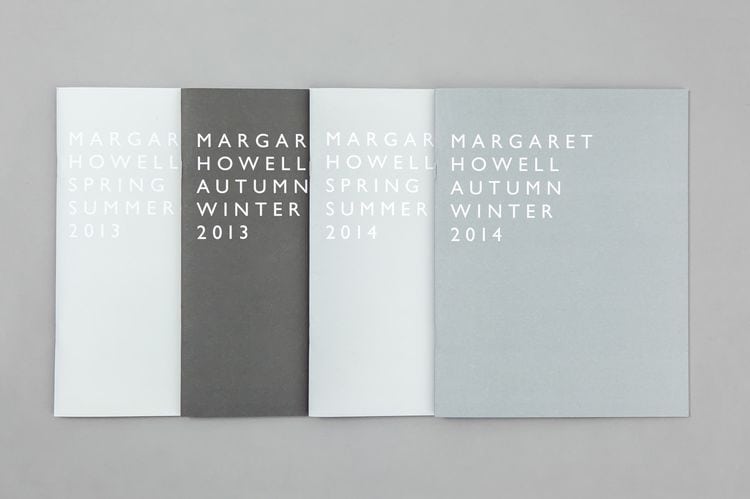 MARGAR
HOWELL
SPRING
SUMMER
2013
MARGAR
HOWELL
AUTUMN
WINTER
2013
MARGAR
HOWELL
SPRING
SUMMER
2014
MARGARET
HOWELL
AUTUMN
WINTER
2014